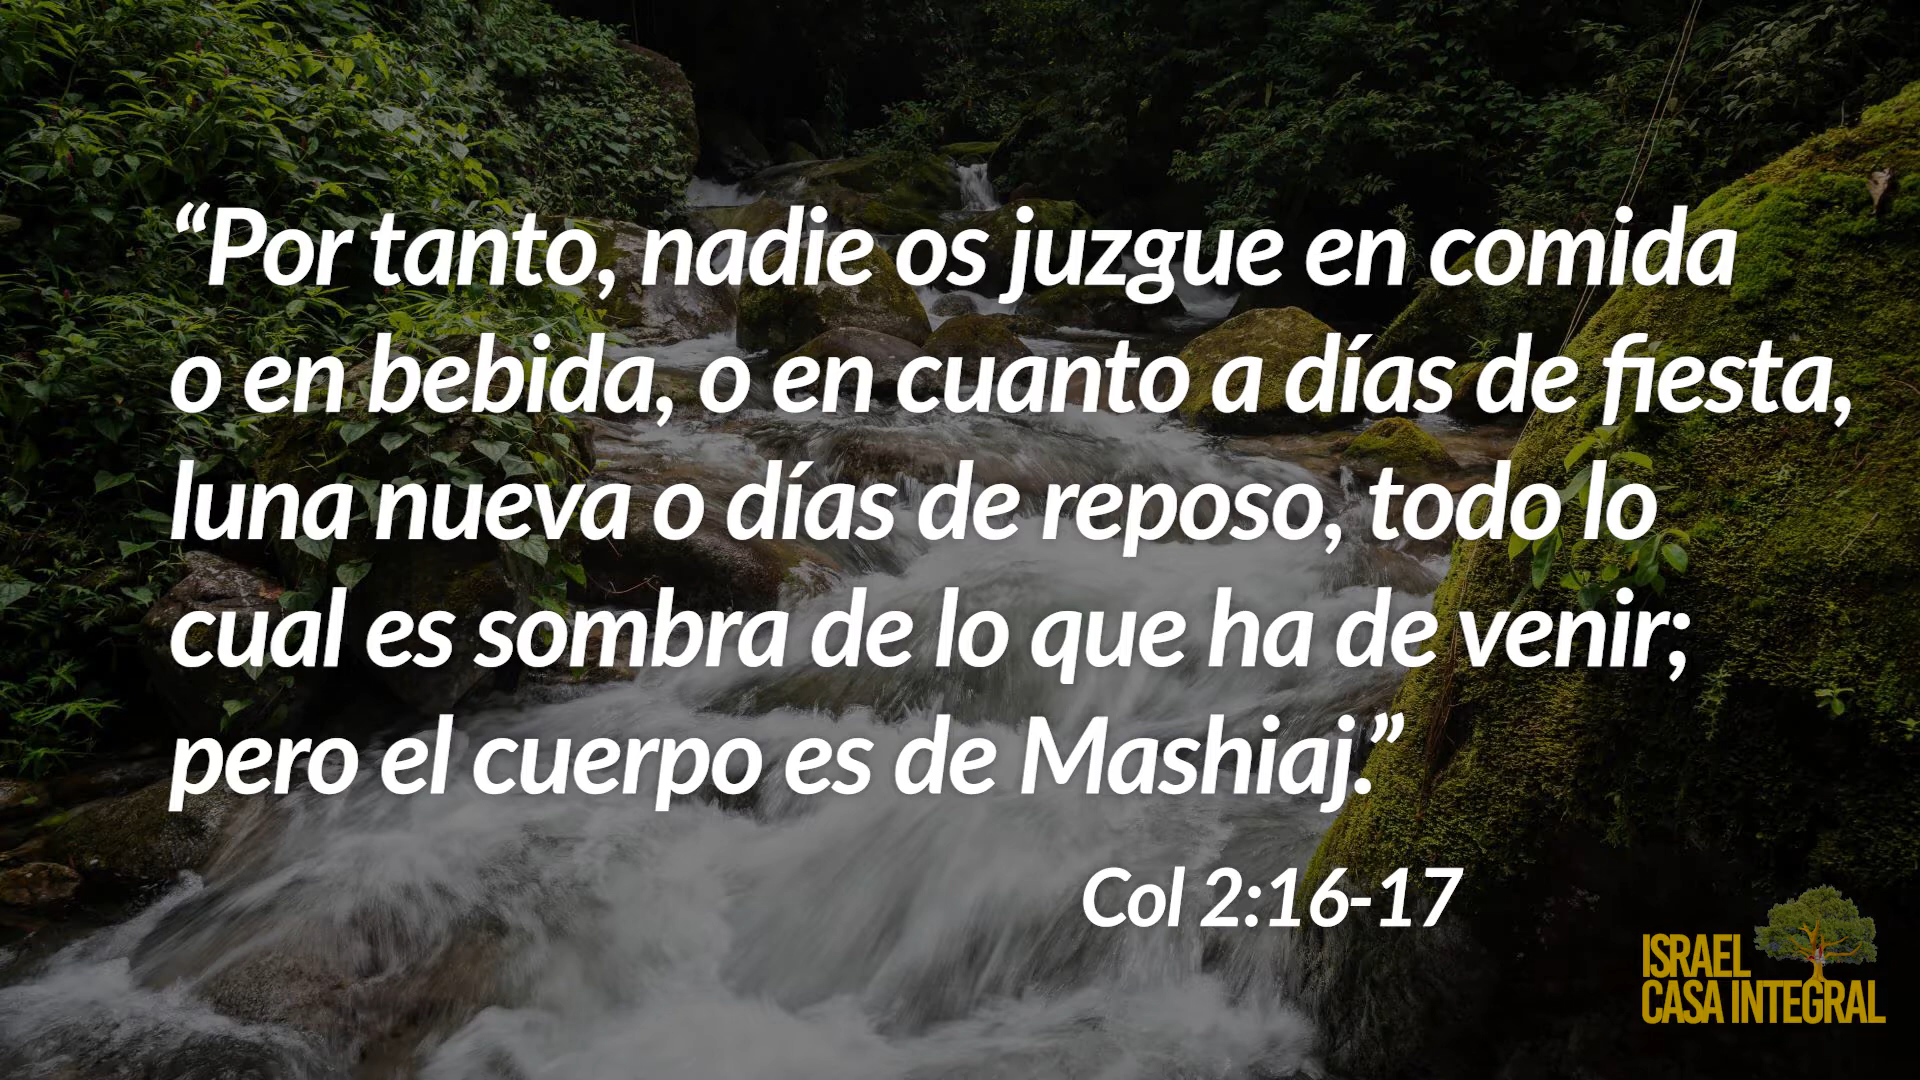 “Por tanto, nadie os juzgue en comida
o en bebida, o en cuanto a días de fiesta,
luna nueva o días de reposo, todo lo
cual es sombra de lo que ha de venir;
pero el cuerpo es de Mashiaj.”
Col 2:16-17
ISRAEL
CASA INTEGRAL